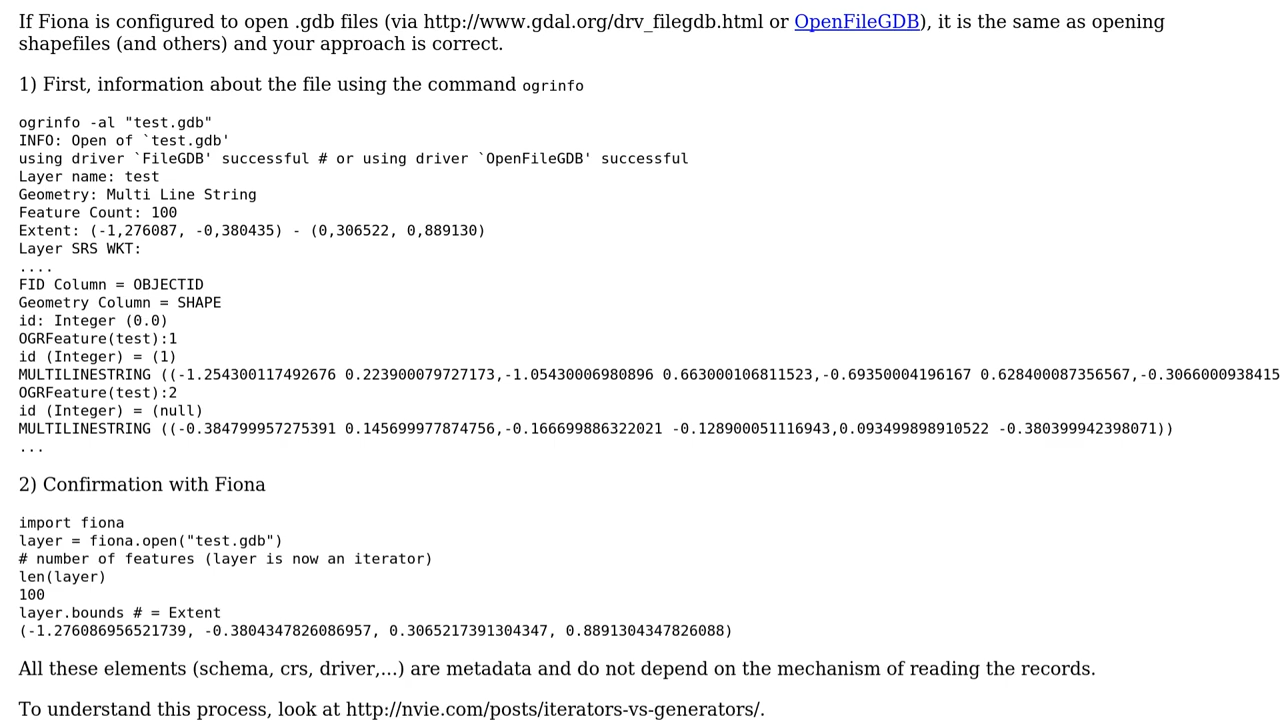 If Fiona is configured to open .gdb files (via http://www.gdal.org/drv_filegdb.html or OpenFileGDB), it is the same as opening
shapefiles (and others) and your approach is correct.
1) First, information about the file using the command ogrinfo
ogrinfo -al "test.gdb"
INFO: Open of `test.gdb'
using driver `FileGDB' successful # or using driver `OpenFileGDB' successful
Layer name: test
Geometry: Multi Line String
Feature Count: 100
Extent: (-1,276087, -0,380435) - (0,306522, 0,889130)
Layer SRS WKT:
....
FID Column = OBJECTID
Geometry Column = SHAPE
id: Integer (0.0)
OGRFeature(test):1
id (Integer) = (1)
MULTILINESTRING ((-1.254300117492676 0.223900079727173,-1.05430006980896 0.663000106811523,-0.69350004196167 0.628400087356567,-0.3066000938415
OGRFeature(test):2
id (Integer) = (null)
MULTILINESTRING ((-0.384799957275391 0.145699977874756,-0.166699886322021 -0.128900051116943,0.093499898910522 -0.380399942398071))
...
2) Confirmation with Fiona
import fiona
layer = fiona.open("test.gdb")
# number of features (layer is now an iterator)
len(layer)
100
layer.bounds # = Extent
(-1.276086956521739, -0.3804347826086957, 0.3065217391304347, 0.8891304347826088)
All these elements (schema, crs, driver,...) are metadata and do not depend on the mechanism of reading the records.
To understand this process, look at http://nvie.com/posts/iterators-vs-generators/.